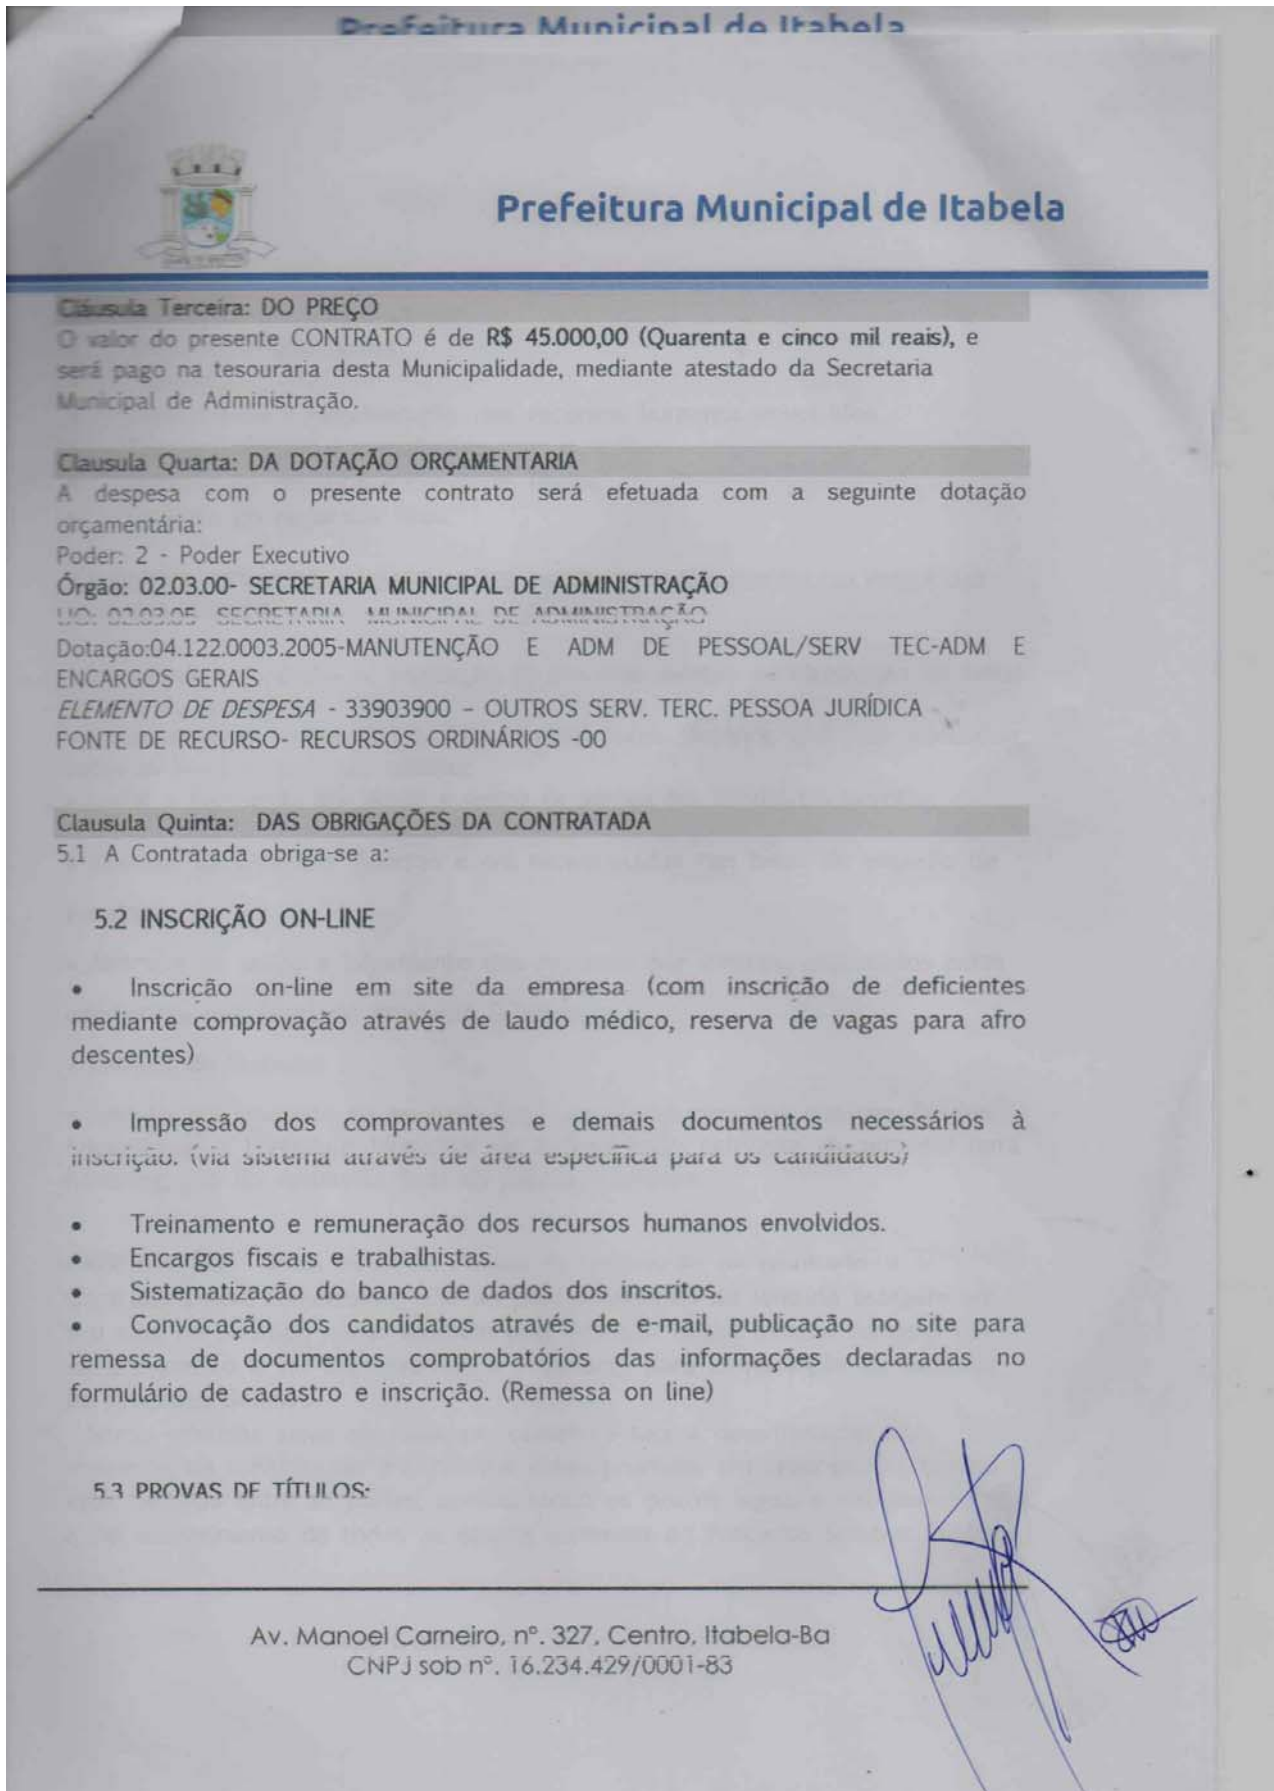 Prefeitura Municipal de Itabela
Prefeitura Municipal de Itabela
Cláusula Terceira: DO PREÇO
O valor do presente CONTRATO é de R$ 45.000,00 (Quarenta e cinco mil reais), e
será pago na tesouraria desta Municipalidade, mediante atestado da Secretaria
Municipal de Administração.
Clausula Quarta: DA DOTAÇÃO ORÇAMENTARIA
A despesa com o presente contrato será efetuada com a seguinte dotação
orçamentária:
Poder: 2 - Poder Executivo
Órgão: 02.03.00- SECRETARIA MUNICIPAL DE ADMINISTRAÇÃO
UO: 02.03.05- SECRETARIA MUNICIPAL DE ADMINISTRAÇÃO
Dotação:04.122.0003.2005-MANUTENÇÃO E ADM DE PESSOAL/SERV TEC-ADM E
ENCARGOS GERAIS
ELEMENTO DE DESPESA - 33903900 – OUTROS SERV. TERC. PESSOA JURÍDICA
FONTE DE RECURSO- RECURSOS ORDINÁRIOS -00
Clausula Quinta: DAS OBRIGAÇÕES DA CONTRATADA
5.1 A Contratada obriga-se a:
5.2 INSCRIÇÃO ON-LINE
• Inscrição on-line em site da empresa (com inscrição de deficientes
mediante comprovação através de laudo médico, reserva de vagas para afro
descentes)
• Impressão dos comprovantes e demais documentos necessários à
inscrição. (via sistema através de área específica para os candidatos)
• Treinamento e remuneração dos recursos humanos envolvidos.
• Encargos fiscais e trabalhistas.
• Sistematização do banco de dados dos inscritos.
• Convocação dos candidatos através de e-mail, publicação no site para
remessa de documentos comprobatórios das informações declaradas no
formulário de cadastro e inscrição. (Remessa on line)
5.3 PROVAS DE TÍTULOS:
Av. Manoel Carneiro, nº. 327, Centro, Itabela-Ba
CNPJ sob nº. 16.234.429/0001-83